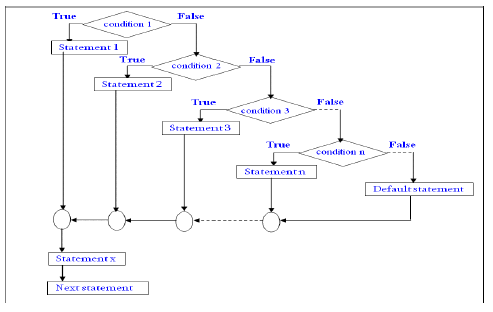 True
condition 1
False
Statement 1
True
condition 2
False
Statement 2
True
condition 3
False
Statement 3
True
condition n
False
Statement n
Default statement
Statement x
Next statement